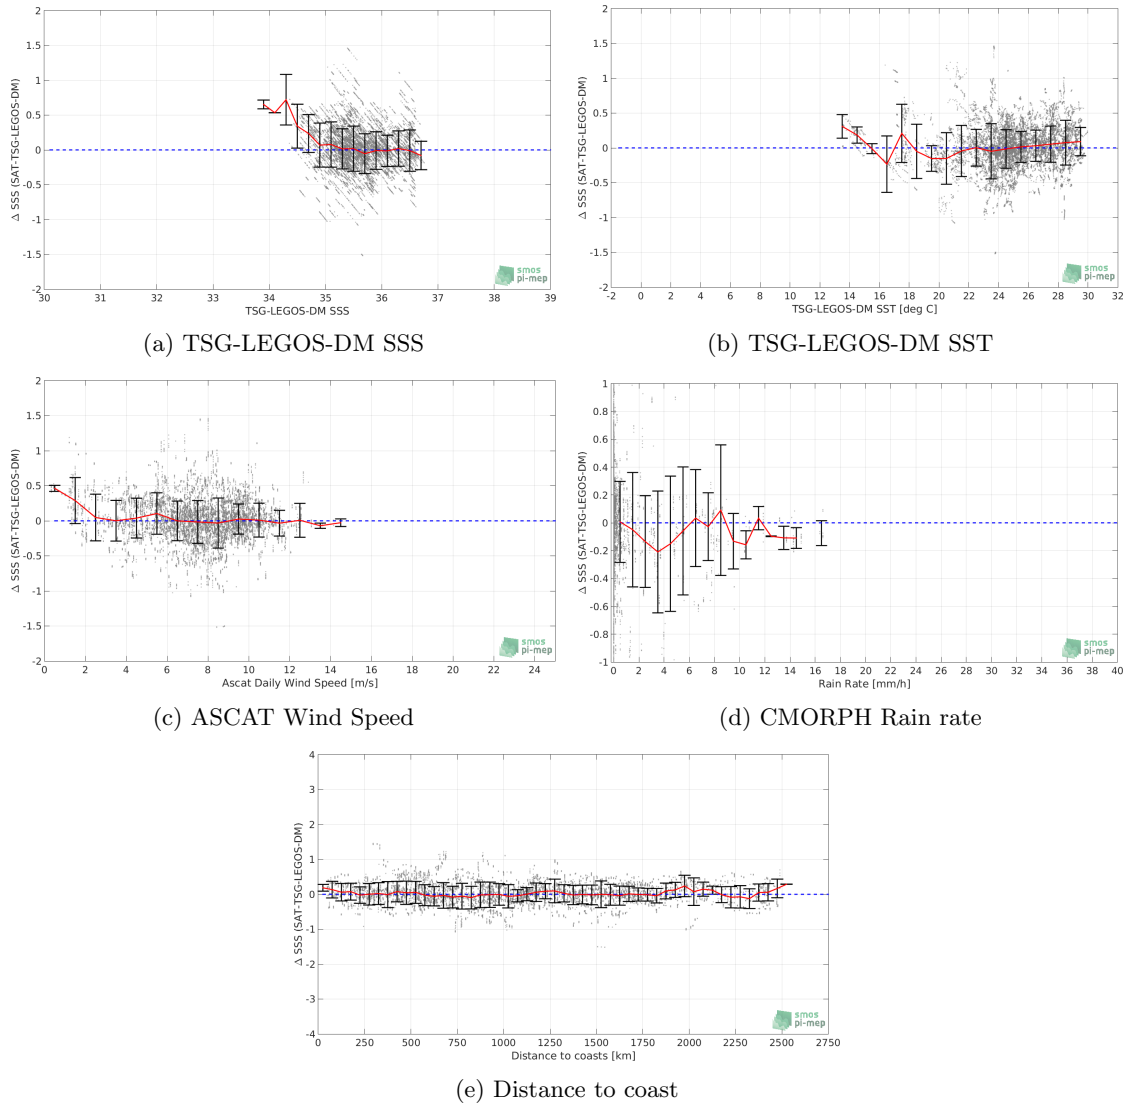 2
1.5
1
0.5
0
-0.5
-1
-1.5
-2
Δ SSS (SAT-TSG-LEGOS-DM)
30 31 32 33 34 35 36 37 38 39
TSG-LEGOS-DM SSS
smos
pi-mep
(a) TSG-LEGOS-DM SSS
2
1.5
1
0.5
0
-0.5
-1
-1.5
-2
Δ SSS (SAT-TSG-LEGOS-DM)
-2 0 2 4 6 8 10 12 14 16 18 20 22 24 26 28 30 32
TSG-LEGOS-DM SST [deg C]
smos
pi-mep
(b) TSG-LEGOS-DM SST
2
1.5
1
0.5
0
-0.5
-1
-1.5
-2
Δ SSS (SAT-TSG-LEGOS-DM)
0 2 4 6 8 10 12 14 16 18 20 22 24
Ascat Daily Wind Speed [m/s]
smos
pi-mep
(c) ASCAT Wind Speed
1
0.8
0.6
0.4
0.2
0
-0.2
-0.4
-0.6
-0.8
-1
Δ SSS (SAT-TSG-LEGOS-DM)
0 2 4 6 8 10 12 14 16 18 20 22 24 26 28 30 32 34 36 38 40
Rain Rate [mm/h]
smos
pi-mep
(d) CMORPH Rain rate
4
3
2
1
0
-1
-2
-3
-4
Δ SSS (SAT-TSG-LEGOS-DM)
0 250 500 750 1000 1250 1500 1750 2000 2250 2500 2750
Distance to coasts [km]
smos
pi-mep
(e) Distance to coast